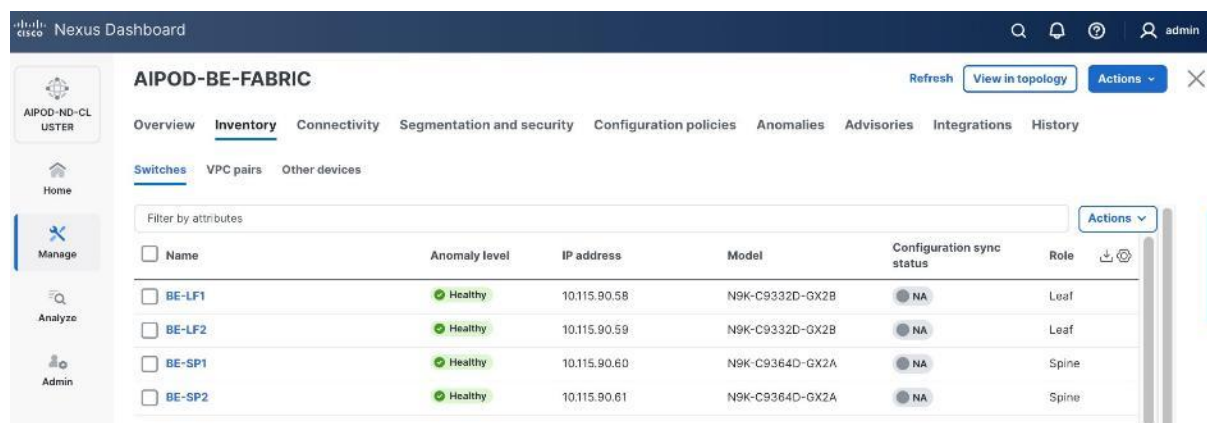 cisco Nexus Dashboard admin
AIPOD-ND-CL
USTER
Home
Manage
Analyze
Admin
AIPOD-BE-FABRIC Refresh View in topology Actions
Overview Inventory Connectivity Segmentation and security Configuration policies Anomalies Advisories Integrations History
Switches VPC pairs Other devices
Filter by attributes Actions
Name Anomaly level IP address Model Configuration sync status Role
BE-LF1 Healthy 10.115.90.58 N9K-C9332D-GX2B NA Leaf
BE-LF2 Healthy 10.115.90.59 N9K-C9332D-GX2B NA Leaf
BE-SP1 Healthy 10.115.90.60 N9K-C9364D-GX2A NA Spine
BE-SP2 Healthy 10.115.90.61 N9K-C9364D-GX2A NA Spine